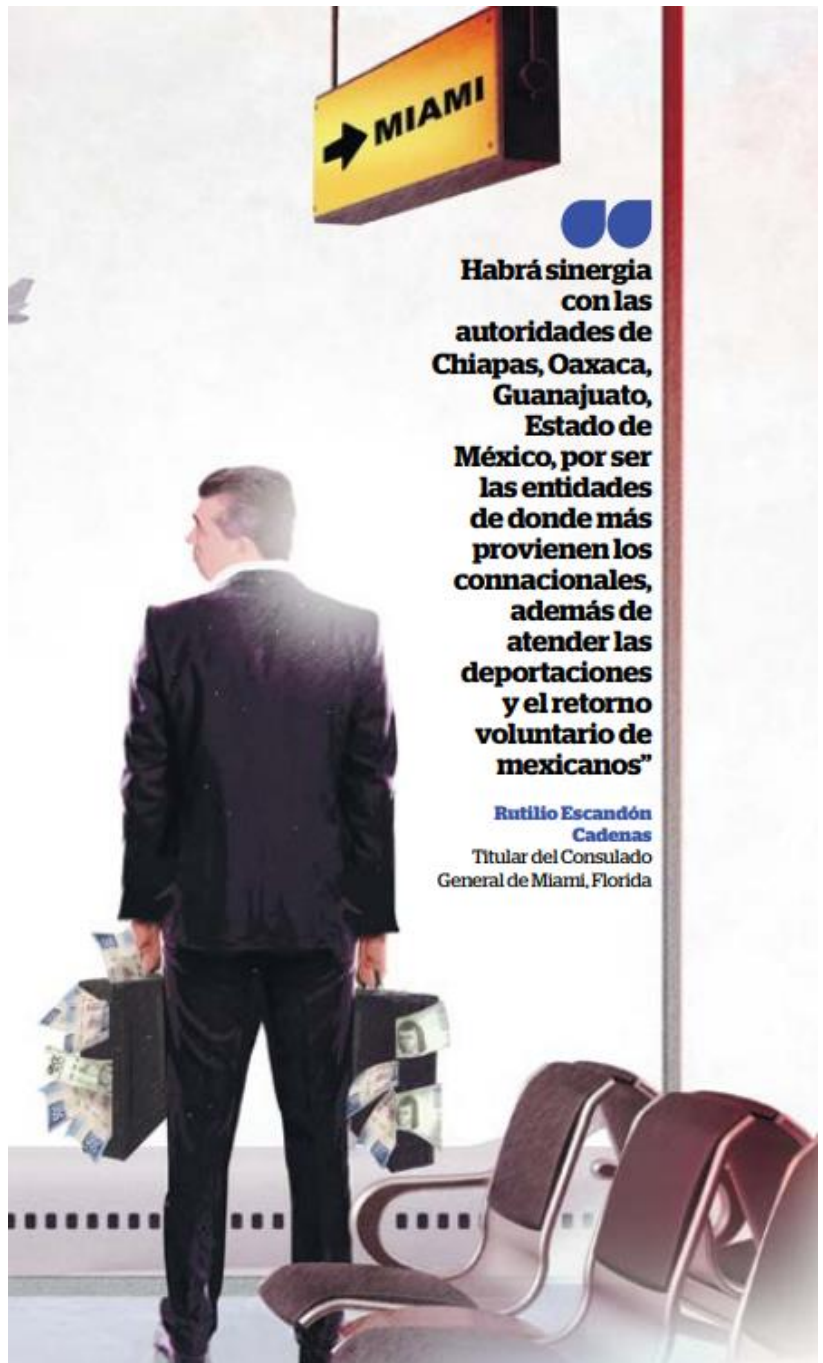 MIAMI
Habrá sinergia
con las
autoridades de
Chiapas, Oaxaca,
Guanajuato,
Estado de
México, por ser
las entidades
de donde más
provienen los
connacionales,
además de
atender las
deportaciones
y el retorno
voluntario de
mexicanos”
Rutilio Escandón
Cadenas
Titular del Consulado
General de Miami, Florida